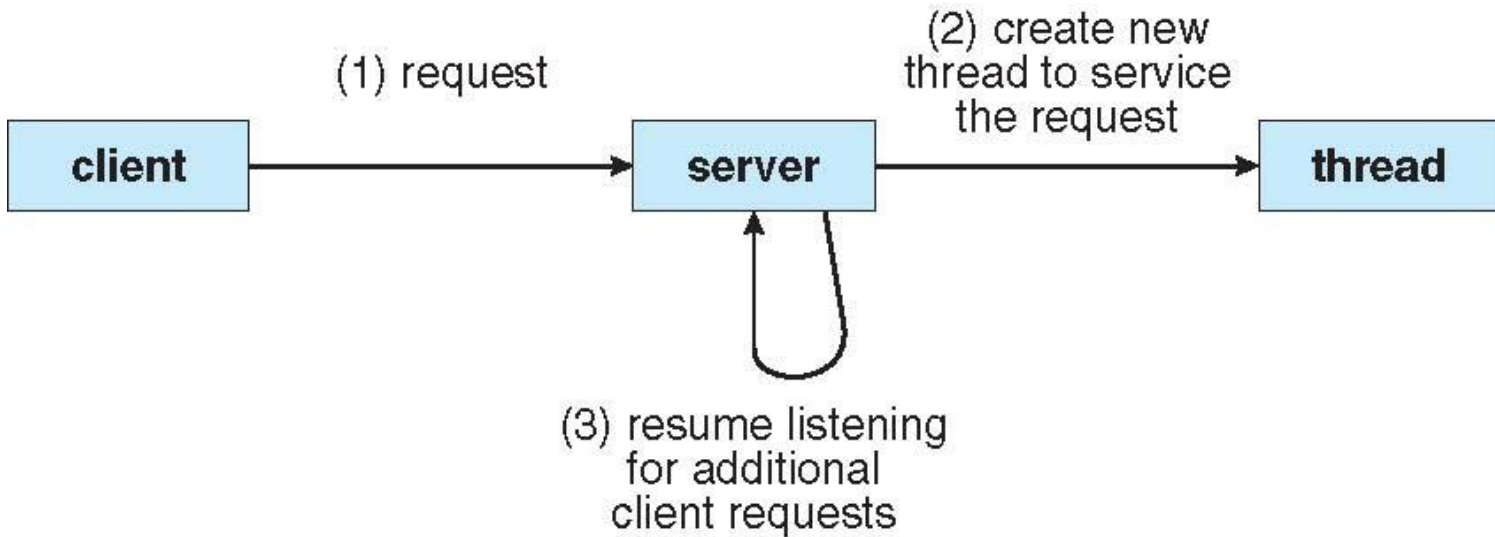 (1) request
(2) create new
thread to service
the request
client
server
thread
(3) resume listening
for additional
client requests